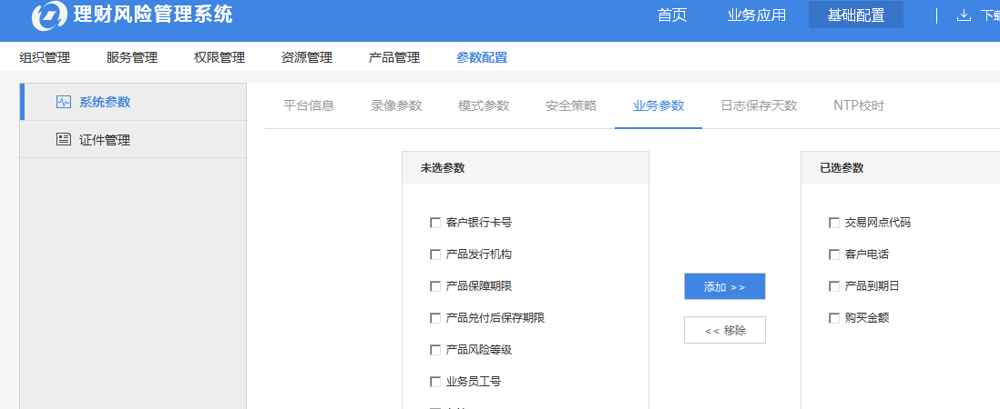 理财风险管理系统
首页 业务应用 基础配置 下载
组织管理 服务管理 权限管理 资源管理 产品管理 参数配置
系统参数
证件管理
平台信息 录像参数 模式参数 安全策略 业务参数 日志保存天数 NTP校时
未选参数
客户银行卡号
产品发行机构
产品保障期限
产品兑付后保存期限
产品风险等级
业务员工号
添加 >>
<< 移除
已选参数
交易网点代码
客户电话
产品到期日
购买金额